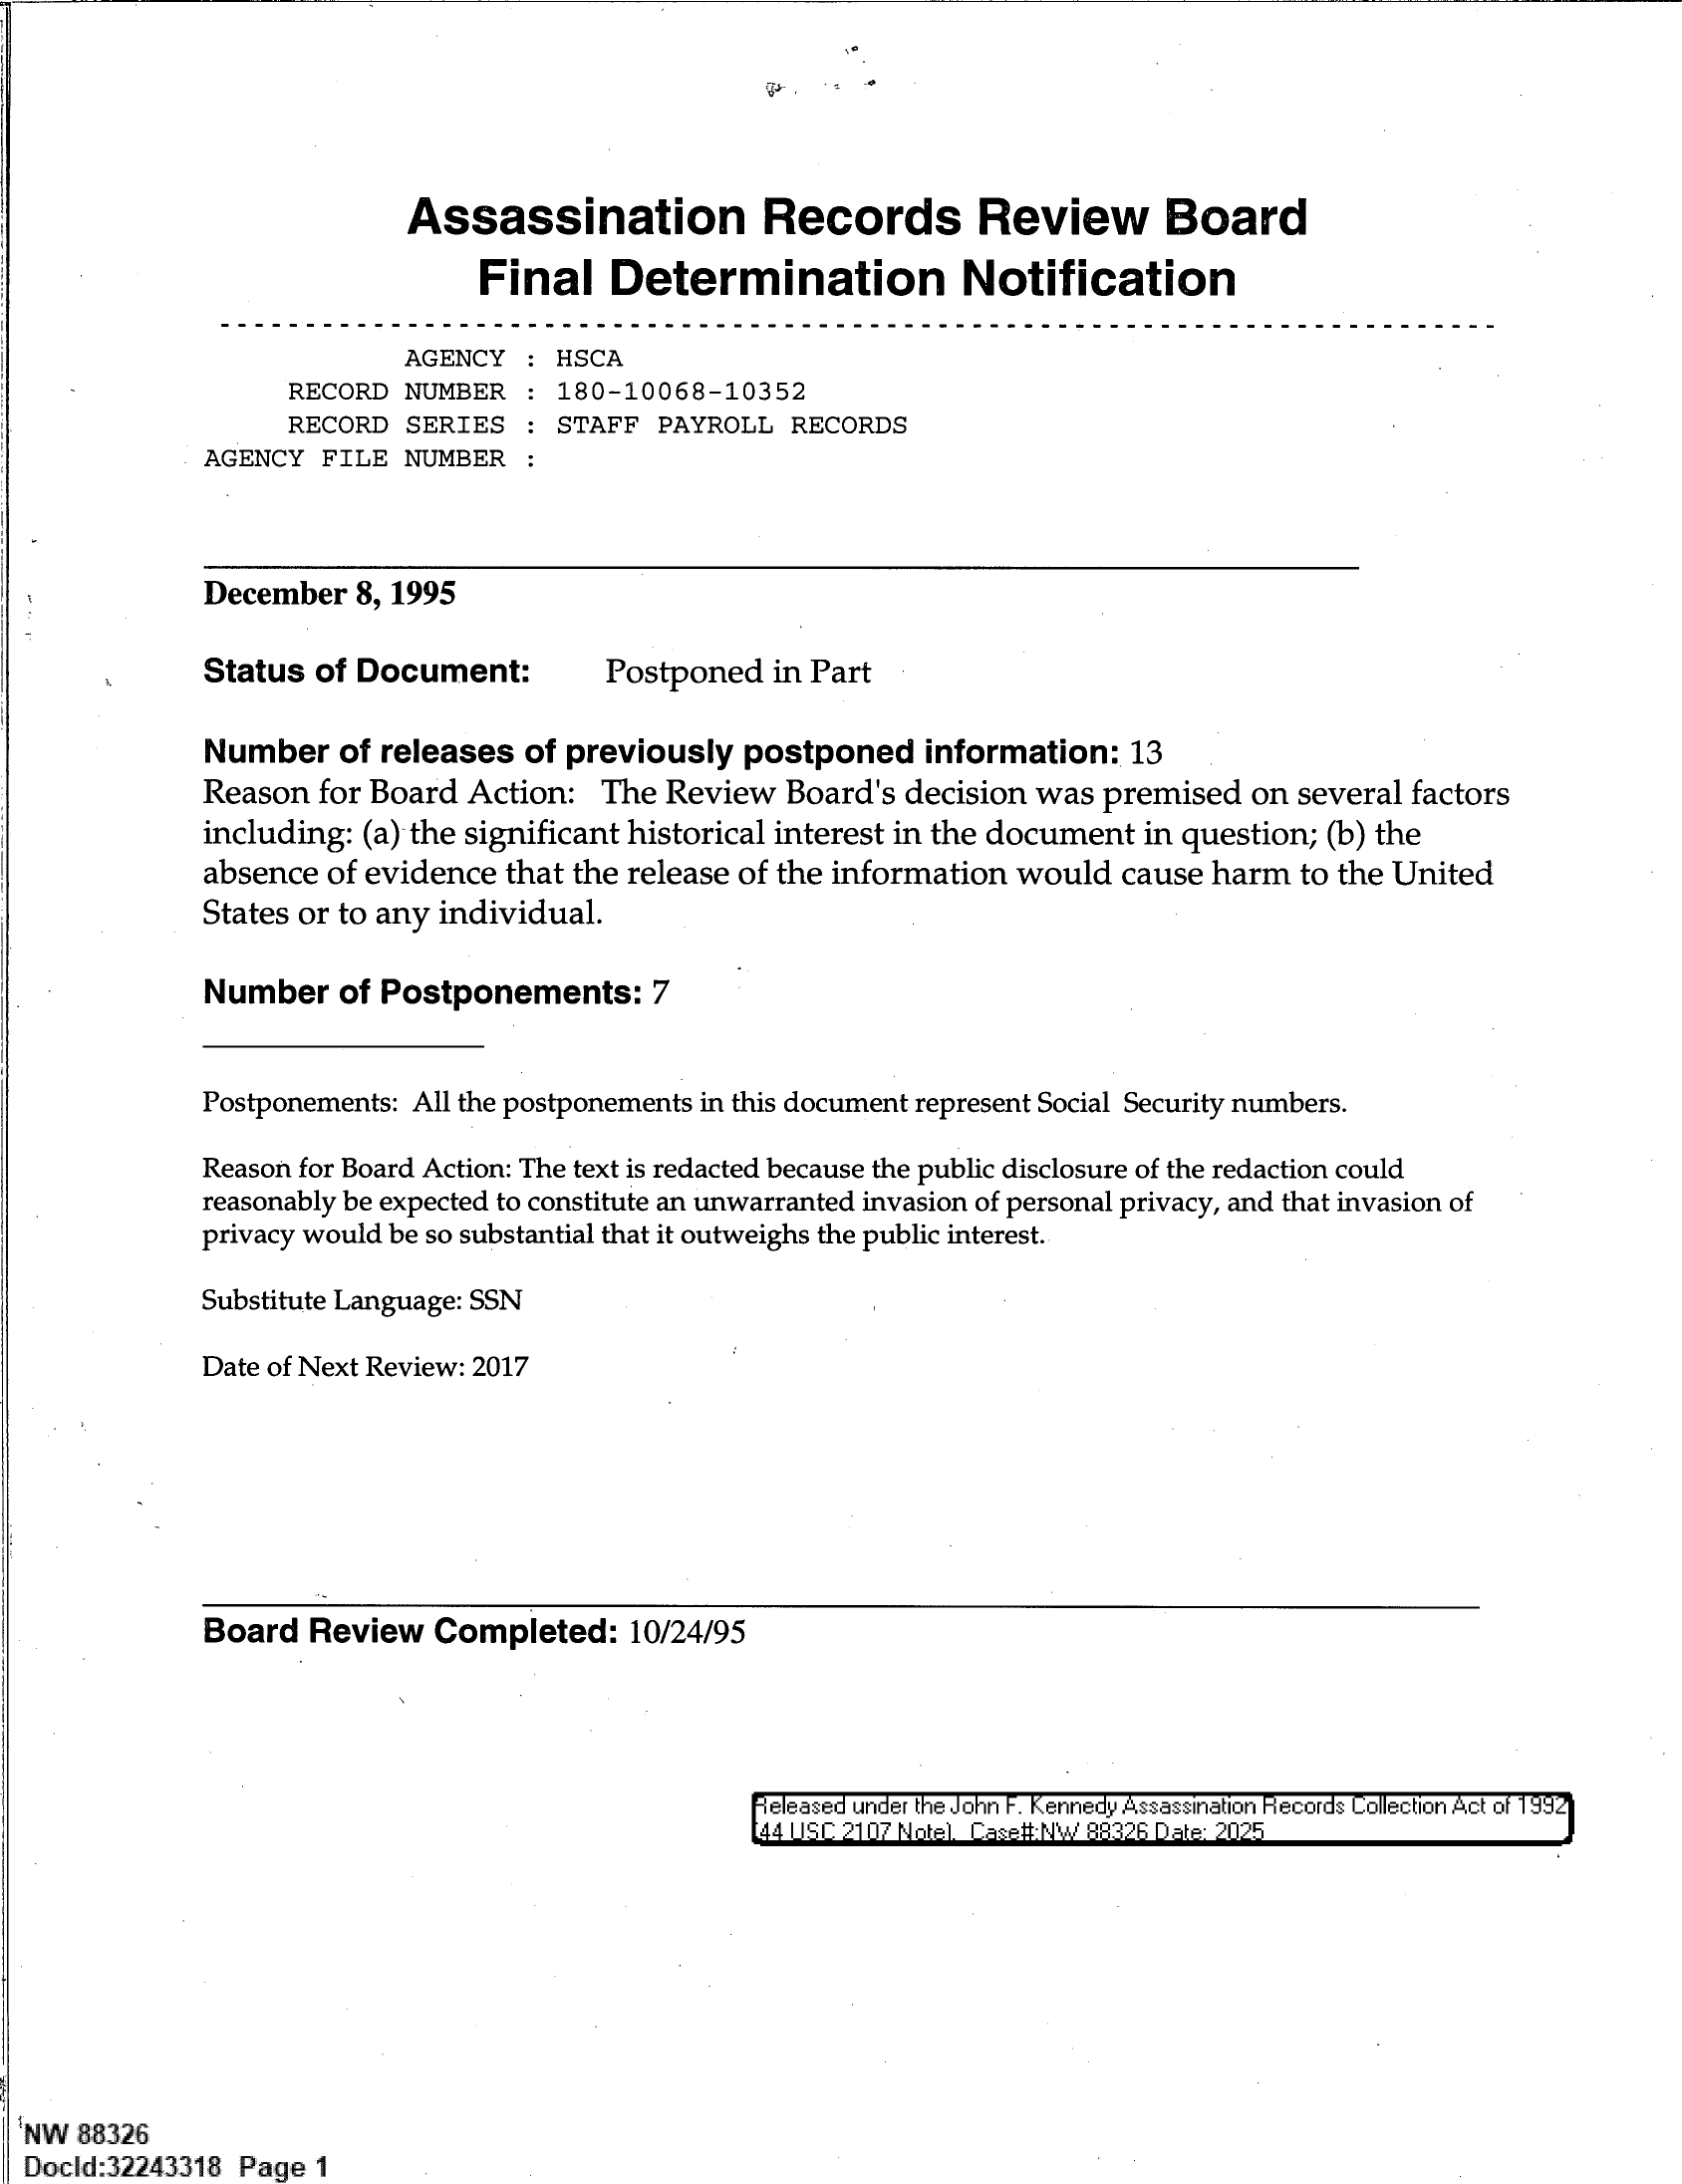 Assassination Records Review Board
Final Determination Notification
AGENCY : HSCA
RECORD NUMBER : 180-10068-10352
RECORD SERIES : STAFF PAYROLL RECORDS
AGENCY FILE NUMBER :
December 8, 1995
Status of Document: Postponed in Part
Number of releases of previously postponed information: 13
Reason for Board Action: The Review Board's decision was premised on several factors
including: (a) the significant historical interest in the document in question; (b) the
absence of evidence that the release of the information would cause harm to the United
States or to any individual.
Number of Postponements: 7
Postponements: All the postponements in this document represent Social Security numbers.
Reason for Board Action: The text is redacted because the public disclosure of the redaction could
reasonably be expected to constitute an unwarranted invasion of personal privacy, and that invasion of
privacy would be so substantial that it outweighs the public interest.
Substitute Language: SSN
Date of Next Review: 2017
Board Review Completed: 10/24/95
Released under the John F. Kennedy Assassination Records Collection Act of 1992
(44 USC 2107 Note). Case#:NW 88326 Date: 2025
NW 88326
DocId:32243318 Page 1